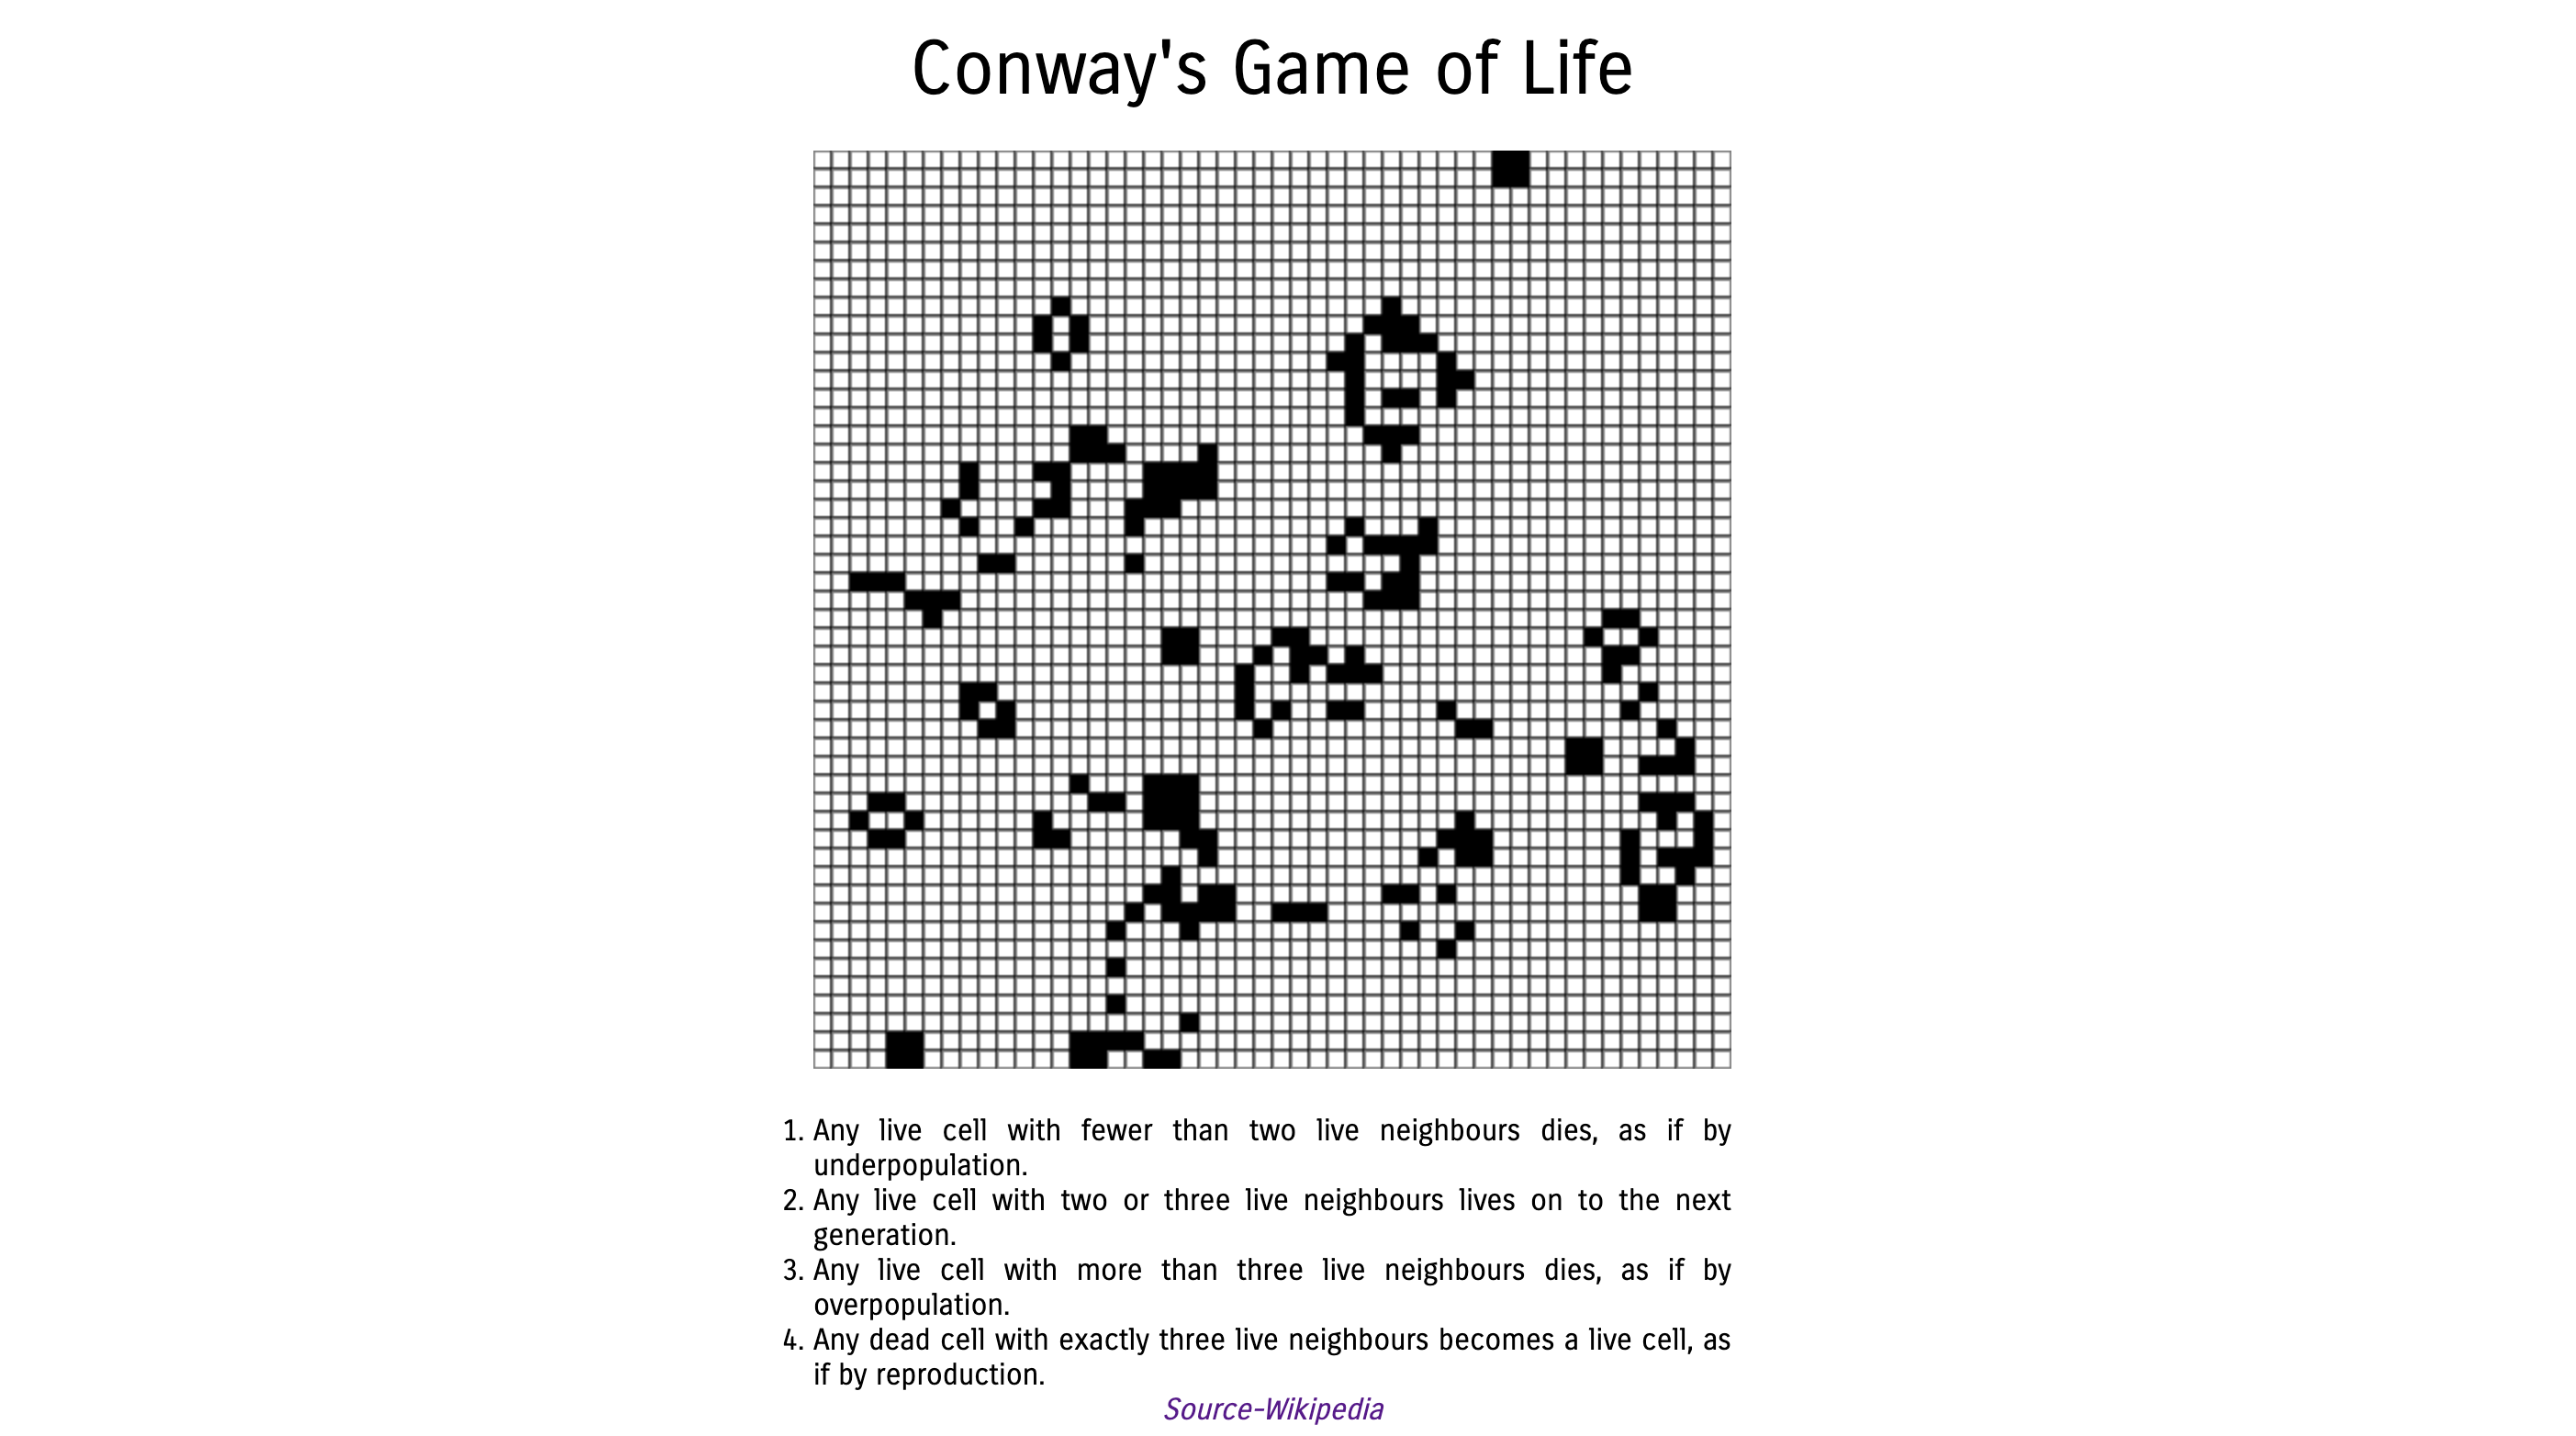 Conway's Game of Life
1. Any live cell with fewer than two live neighbours dies, as if by
underpopulation.
2. Any live cell with two or three live neighbours lives on to the next
generation.
3. Any live cell with more than three live neighbours dies, as if by
overpopulation.
4. Any dead cell with exactly three live neighbours becomes a live cell, as
if by reproduction.
Source-Wikipedia